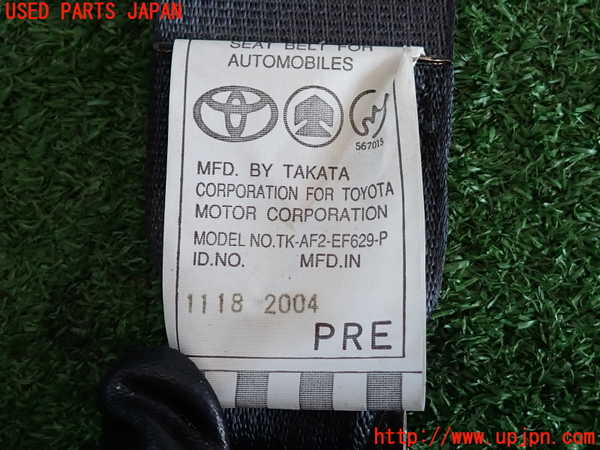 USED PARTS JAPAN
SEAT BELT FOR
AUTOMOBILES
567015
MFD. BY TAKATA
CORPORATION FOR TOYOTA
MOTOR CORPORATION
MODEL NO.TK-AF2-EF629-P
ID.NO. MFD.IN
1118 2004
PRE
http://www.upjpn.com/